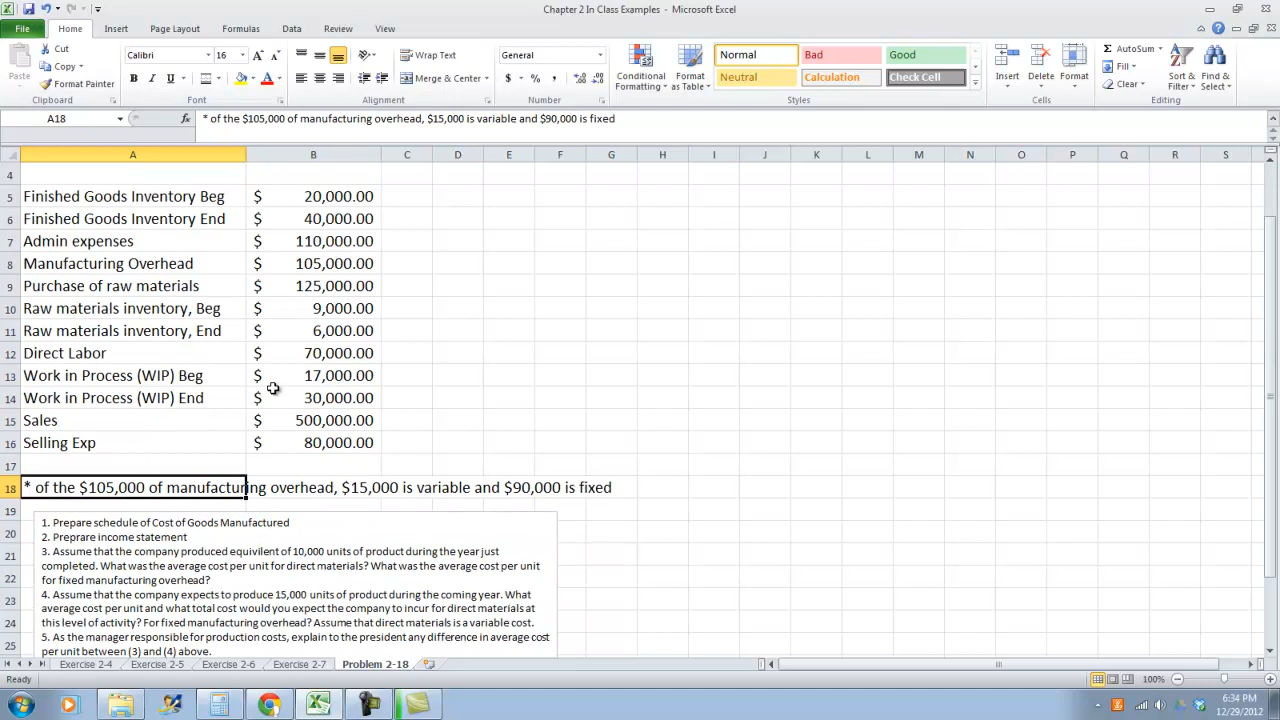 Chapter 2 In Class Examples - Microsoft Excel
File Home Insert Page Layout Formulas Data Review View
Paste Cut Copy Format Painter Clipboard
Calibri 16 A A B I U A Font
Wrap Text Merge & Center Alignment
General $ % , Number
Conditional Formatting Format as Table
Normal Bad Good
Neutral Calculation Check Cell
Styles
Insert Delete Format Cells
AutoSum Fill Clear Sort & Filter Find & Select Editing
A18 fx * of the $105,000 of manufacturing overhead, $15,000 is variable and $90,000 is fixed
A B C D E F G H I J K L M N O P Q R S
4
5 Finished Goods Inventory Beg $ 20,000.00
6 Finished Goods Inventory End $ 40,000.00
7 Admin expenses $ 110,000.00
8 Manufacturing Overhead $ 105,000.00
9 Purchase of raw materials $ 125,000.00
10 Raw materials inventory, Beg $ 9,000.00
11 Raw materials inventory, End $ 6,000.00
12 Direct Labor $ 70,000.00
13 Work in Process (WIP) Beg $ 17,000.00
14 Work in Process (WIP) End $ 30,000.00
15 Sales $ 500,000.00
16 Selling Exp $ 80,000.00
17
18 * of the $105,000 of manufacturing overhead, $15,000 is variable and $90,000 is fixed
19
20
21
22
23
24
25
1. Prepare schedule of Cost of Goods Manufactured
2. Preprare income statement
3. Assume that the company produced equivilent of 10,000 units of product during the year just
completed. What was the average cost per unit for direct materials? What was the average cost per unit
for fixed manufacturing overhead?
4. Assume that the company expects to produce 15,000 units of product during the coming year. What
average cost per unit and what total cost would you expect the company to incur for direct materials at
this level of activity? For fixed manufacturing overhead? Assume that direct materials is a variable cost.
5. As the manager responsible for production costs, explain to the president any difference in average cost
per unit between (3) and (4) above.
Exercise 2-4 Exercise 2-5 Exercise 2-6 Exercise 2-7 Problem 2-18
Ready 100%
6:34 PM
12/29/2012